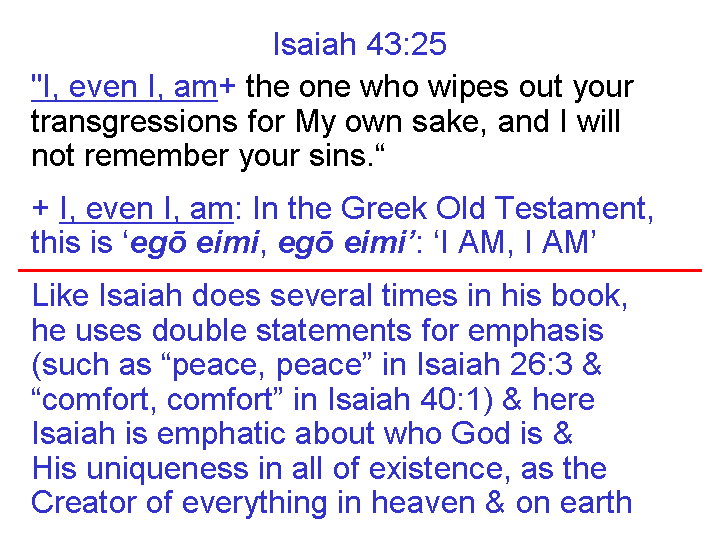 Isaiah 43:25
"I, even I, am+ the one who wipes out your
transgressions for My own sake, and I will
not remember your sins.“
+ I, even I, am: In the Greek Old Testament,
this is ‘egō eimi, egō eimi’: ‘I AM, I AM’
Like Isaiah does several times in his book,
he uses double statements for emphasis
(such as “peace, peace” in Isaiah 26:3 &
“comfort, comfort” in Isaiah 40:1) & here
Isaiah is emphatic about who God is &
His uniqueness in all of existence, as the
Creator of everything in heaven & on earth